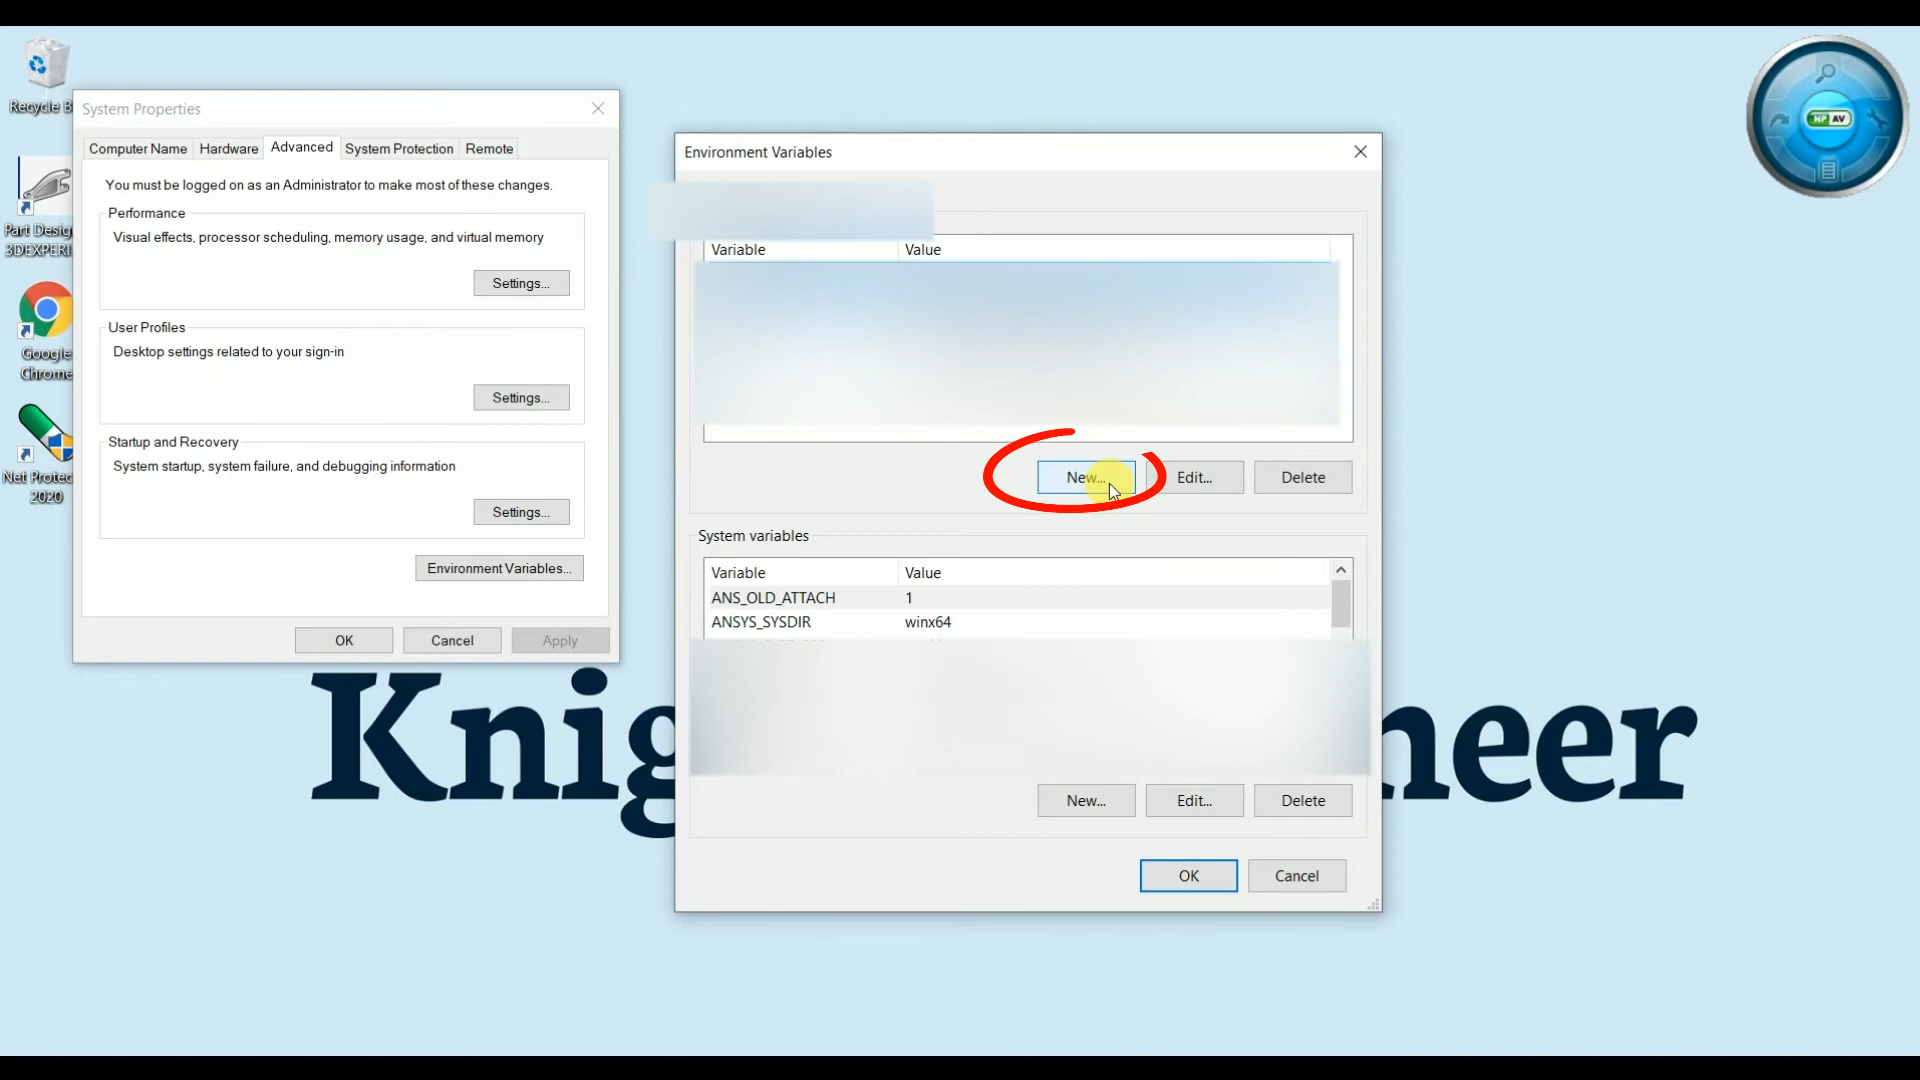 Recycle B
Part Desig
3DEXPERI
Google
Chrome
Net Protec
2020
System Properties
Computer Name
Hardware
Advanced
System Protection
Remote
You must be logged on as an Administrator to make most of these changes.
Performance
Visual effects, processor scheduling, memory usage, and virtual memory
Settings...
User Profiles
Desktop settings related to your sign-in
Settings...
Startup and Recovery
System startup, system failure, and debugging information
Settings...
Environment Variables...
OK
Cancel
Apply
Environment Variables
Variable
Value
New...
Edit...
Delete
System variables
Variable
Value
ANS_OLD_ATTACH
1
ANSYS_SYSDIR
winx64
New...
Edit...
Delete
OK
Cancel
NP AV
Knig
neer